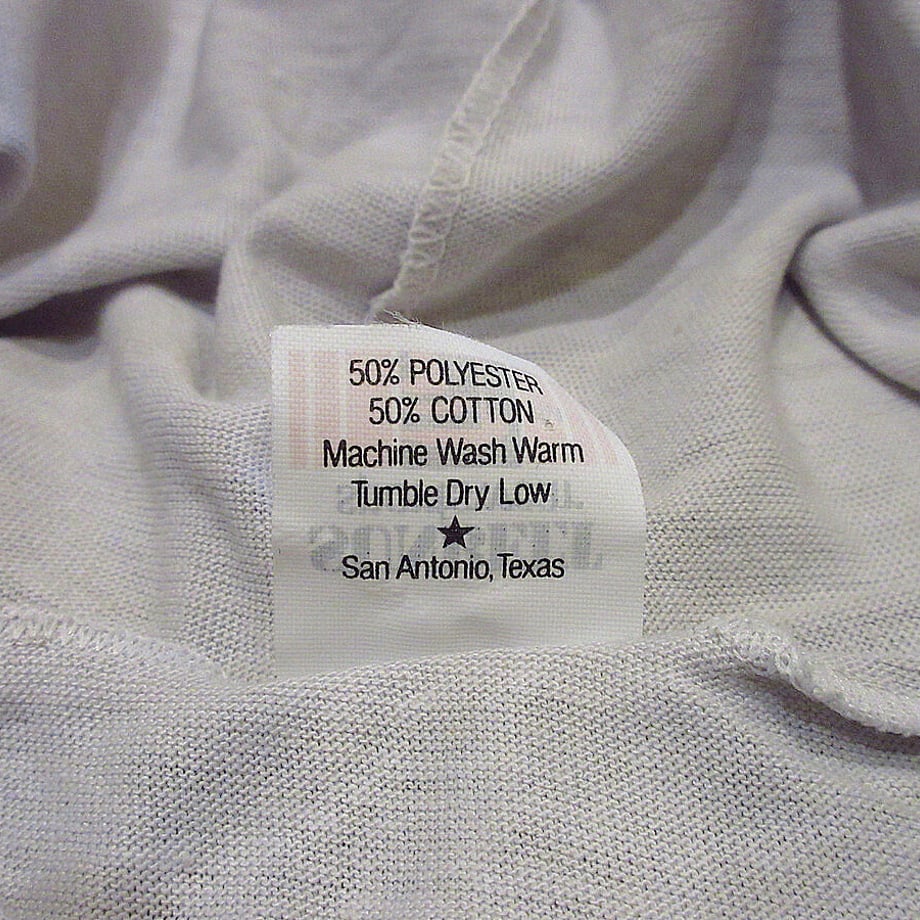 50% POLYESTER
50% COTTON
Machine Wash Warm
Tumble Dry Low
★
San Antonio, Texas